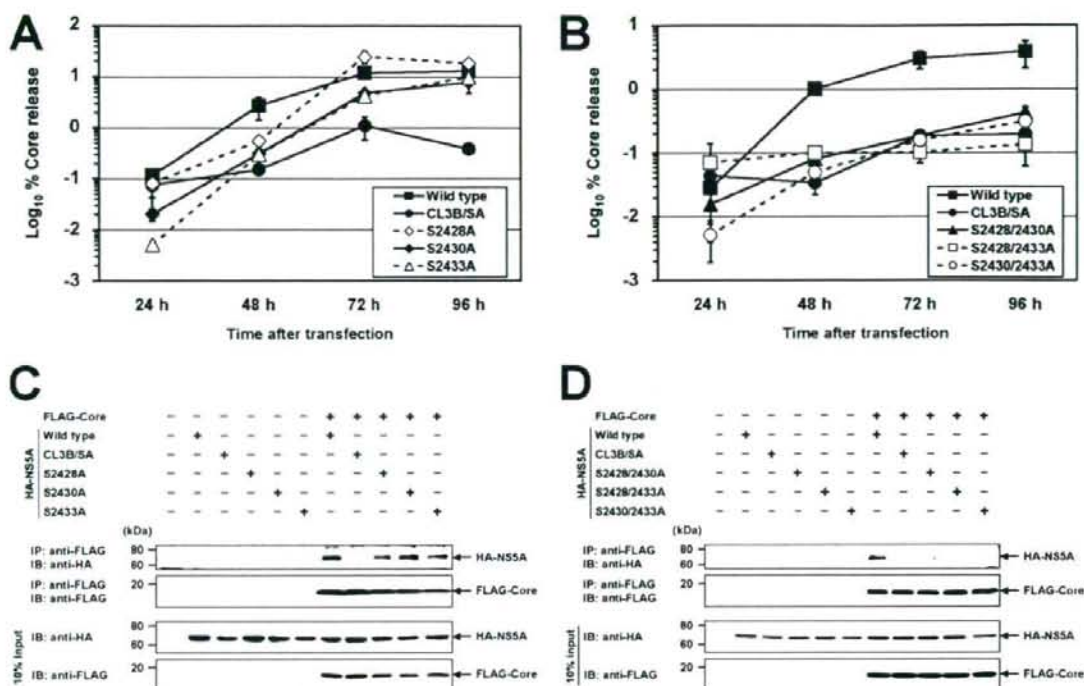 A
Log10 % Core release
2
1
0
-1
-2
-3
Wild type
CL3B/SA
S2428A
S2430A
S2433A
24 h 48 h 72 h 96 h
Time after transfection
B
Log10 % Core release
1
0
-1
-2
-3
Wild type
CL3B/SA
S2428/2430A
S2428/2433A
S2430/2433A
24 h 48 h 72 h 96 h
Time after transfection
C
FLAG-Core - - - - - - + + + + +
HA-NS5A
Wild type - + - - - - + - - - -
CL3B/SA - - + - - - - + - - -
S2428A - - - + - - - - + - -
S2430A - - - - + - - - - + -
S2433A - - - - - + - - - - +
(kDa)
IP: anti-FLAG
IB: anti-HA
80
60
HA-NS5A
IP: anti-FLAG
IB: anti-FLAG
20
FLAG-Core
10% input
IB: anti-HA
80
60
HA-NS5A
IB: anti-FLAG
20
FLAG-Core
D
FLAG-Core - - - - - - + + + + +
HA-NS5A
Wild type - + - - - - + - - - -
CL3B/SA - - + - - - - + - - -
S2428/2430A - - - + - - - - + - -
S2428/2433A - - - - + - - - - + -
S2430/2433A - - - - - + - - - - +
(kDa)
IP: anti-FLAG
IB: anti-HA
80
60
HA-NS5A
IP: anti-FLAG
IB: anti-FLAG
20
FLAG-Core
10% input
IB: anti-HA
80
60
HA-NS5A
IB: anti-FLAG
20
FLAG-Core